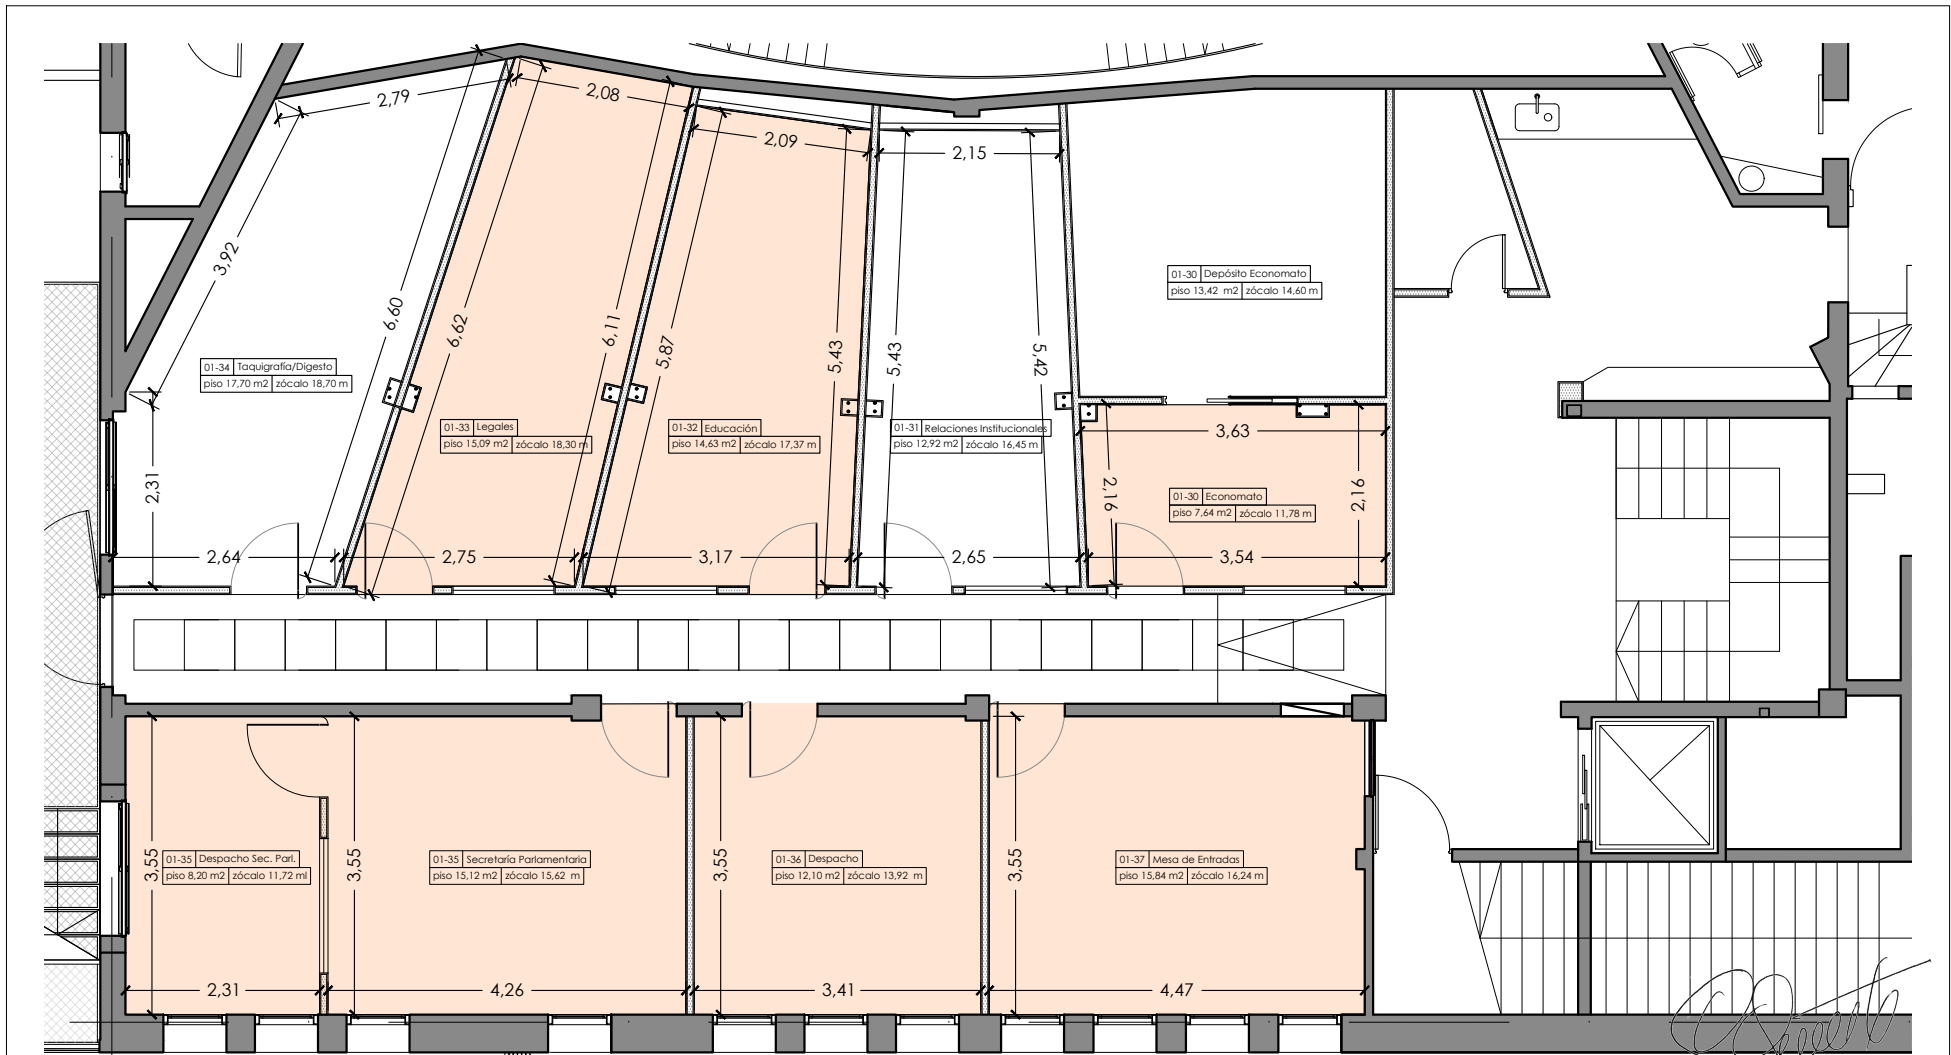 2,79
2,08
2,09
2,15
3,92
6,60
6,62
6,11
5,87
5,43
5,43
5,42
01-30 Depósito Economato
piso 13,42 m2 zócalo 14,60 m
01-34 Taquigrafía/Digesto
piso 17,70 m2 zócalo 18,70 m
01-33 Legales
piso 15,09 m2 zócalo 18,30 m
01-32 Educación
piso 14,63 m2 zócalo 17,37 m
01-31 Relaciones Institucionales
piso 12,92 m2 zócalo 16,45 m
3,63
2,31
2,16
2,16
01-30 Economato
piso 7,64 m2 zócalo 11,78 m
2,64
2,75
3,17
2,65
3,54
3,55
3,55
3,55
3,55
01-35 Despacho Sec. Parl.
piso 8,20 m2 zócalo 11,72 ml
01-35 Secretaría Parlamentaria
piso 15,12 m2 zócalo 15,62 m
01-36 Despacho
piso 12,10 m2 zócalo 13,92 m
01-37 Mesa de Entradas
piso 15,84 m2 zócalo 16,24 m
2,31
4,26
3,41
4,47